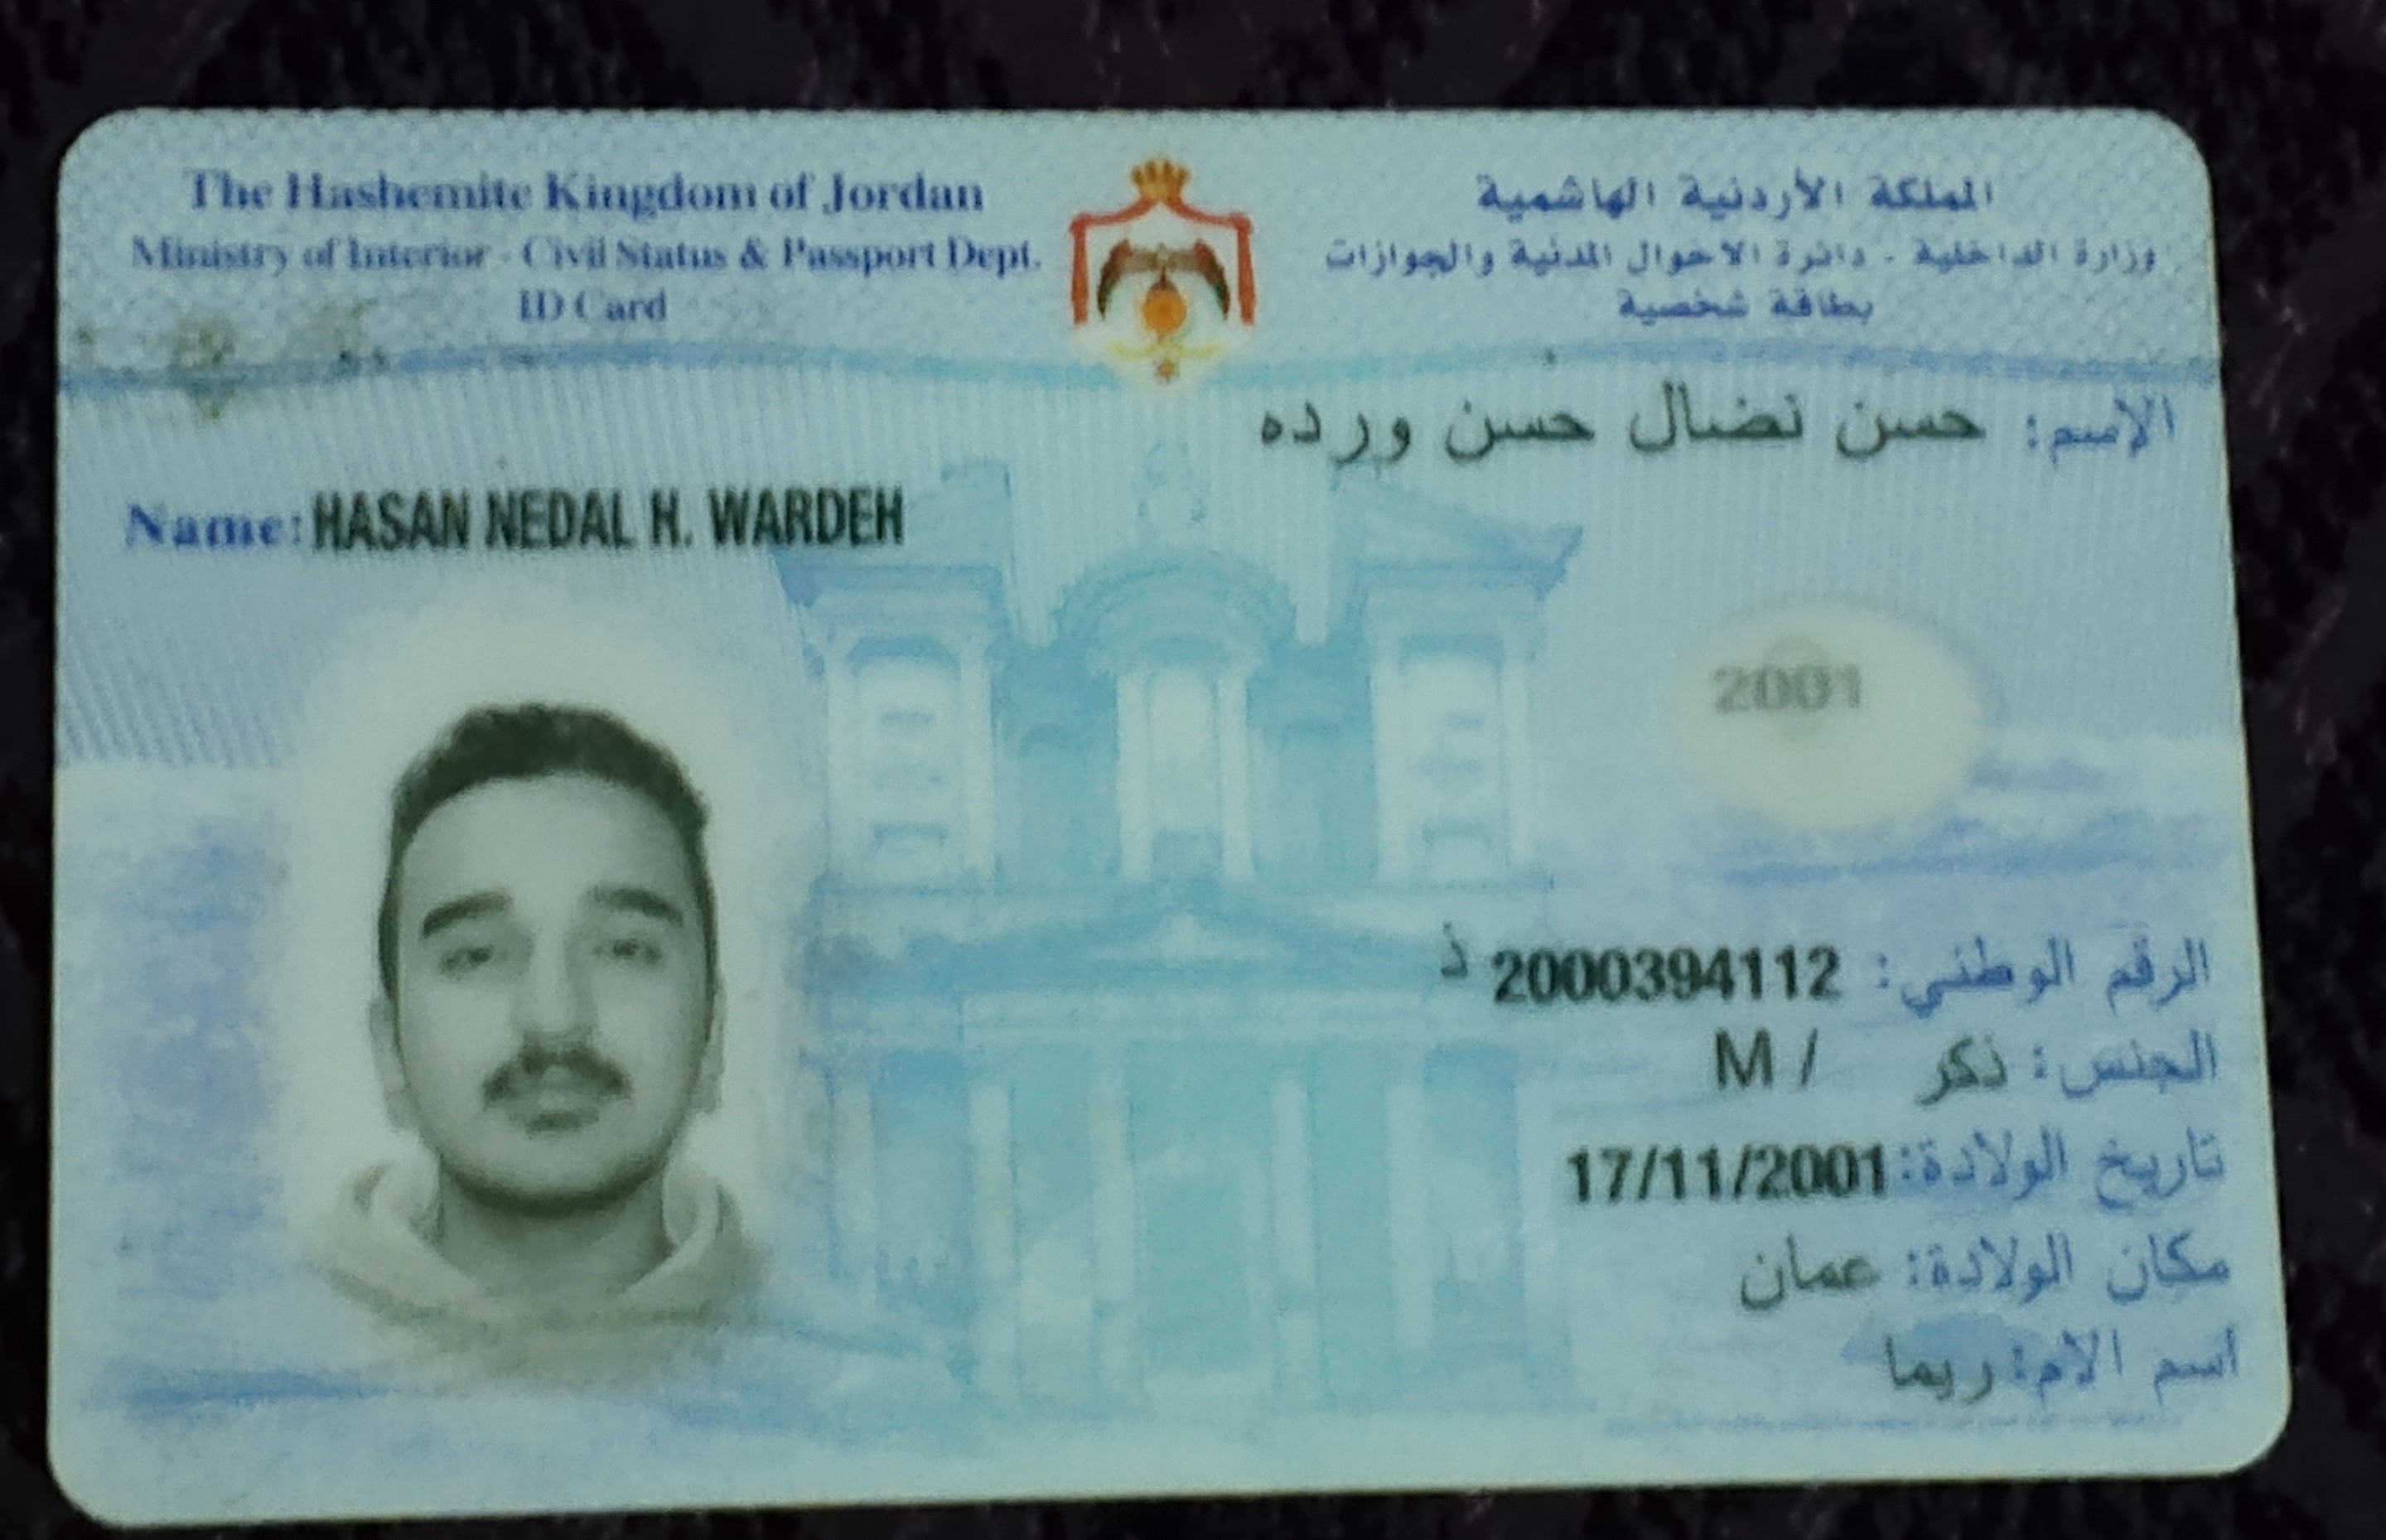 The Hashemite Kingdom of Jordan
Ministry of Interior - Civil Status & Passport Dept.
ID Card
المملكة الأردنية الهاشمية
وزارة الداخلية - دائرة الاحوال المدنية والجوازات
بطاقة شخصية
الإسم: حسن نضال حسن ورده
Name: HASAN NEDAL H. WARDEH
2001
الرقم الوطني: 2000394112 ذ
الجنس: ذكر / M
تاريخ الولادة: 17/11/2001
مكان الولادة: عمان
اسم الام: ريما